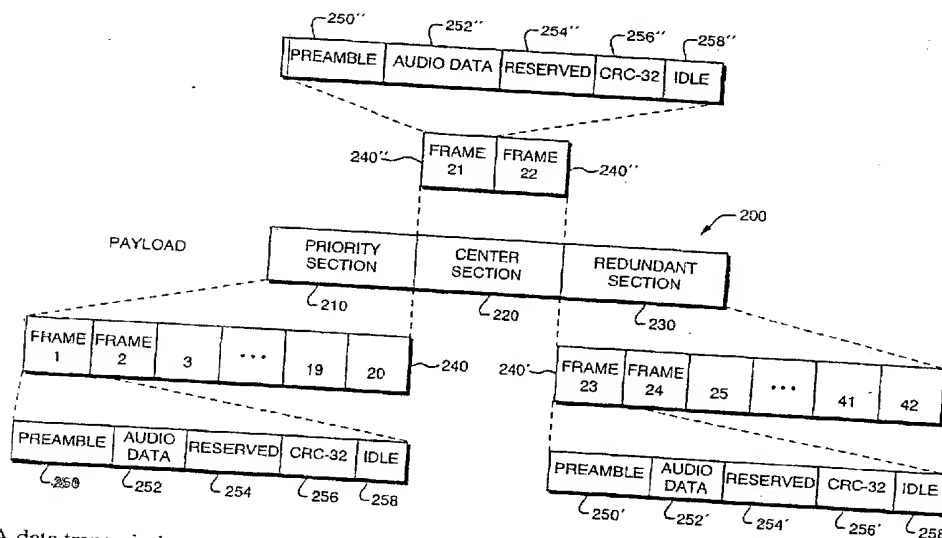 250'' 252'' 254'' 256'' 258''
PREAMBLE AUDIO DATA RESERVED CRC-32 IDLE
240'' FRAME 21 FRAME 22 240''
200
PAYLOAD
PRIORITY SECTION CENTER SECTION REDUNDANT SECTION
210 220 230
FRAME 1 FRAME 2 3 ••• 19 20 240
240' FRAME 23 FRAME 24 25 ••• 41 42
PREAMBLE AUDIO DATA RESERVED CRC-32 IDLE
250 252 254 256 258
PREAMBLE AUDIO DATA RESERVED CRC-32 IDLE
250' 252' 254' 256' 258
A data